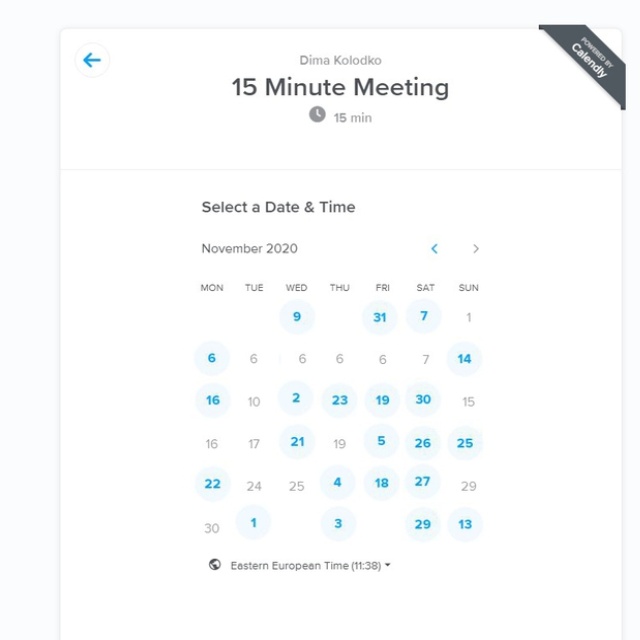 POWERED BY
Calendly
Dima Kolodko
15 Minute Meeting
15 min
Select a Date & Time
November 2020
MON TUE WED THU FRI SAT SUN
9 31 7 1
6 6 6 6 6 7 14
16 10 2 23 19 30 15
16 17 21 19 5 26 25
22 24 25 4 18 27 29
30 1 3 29 13
Eastern European Time (11:38)